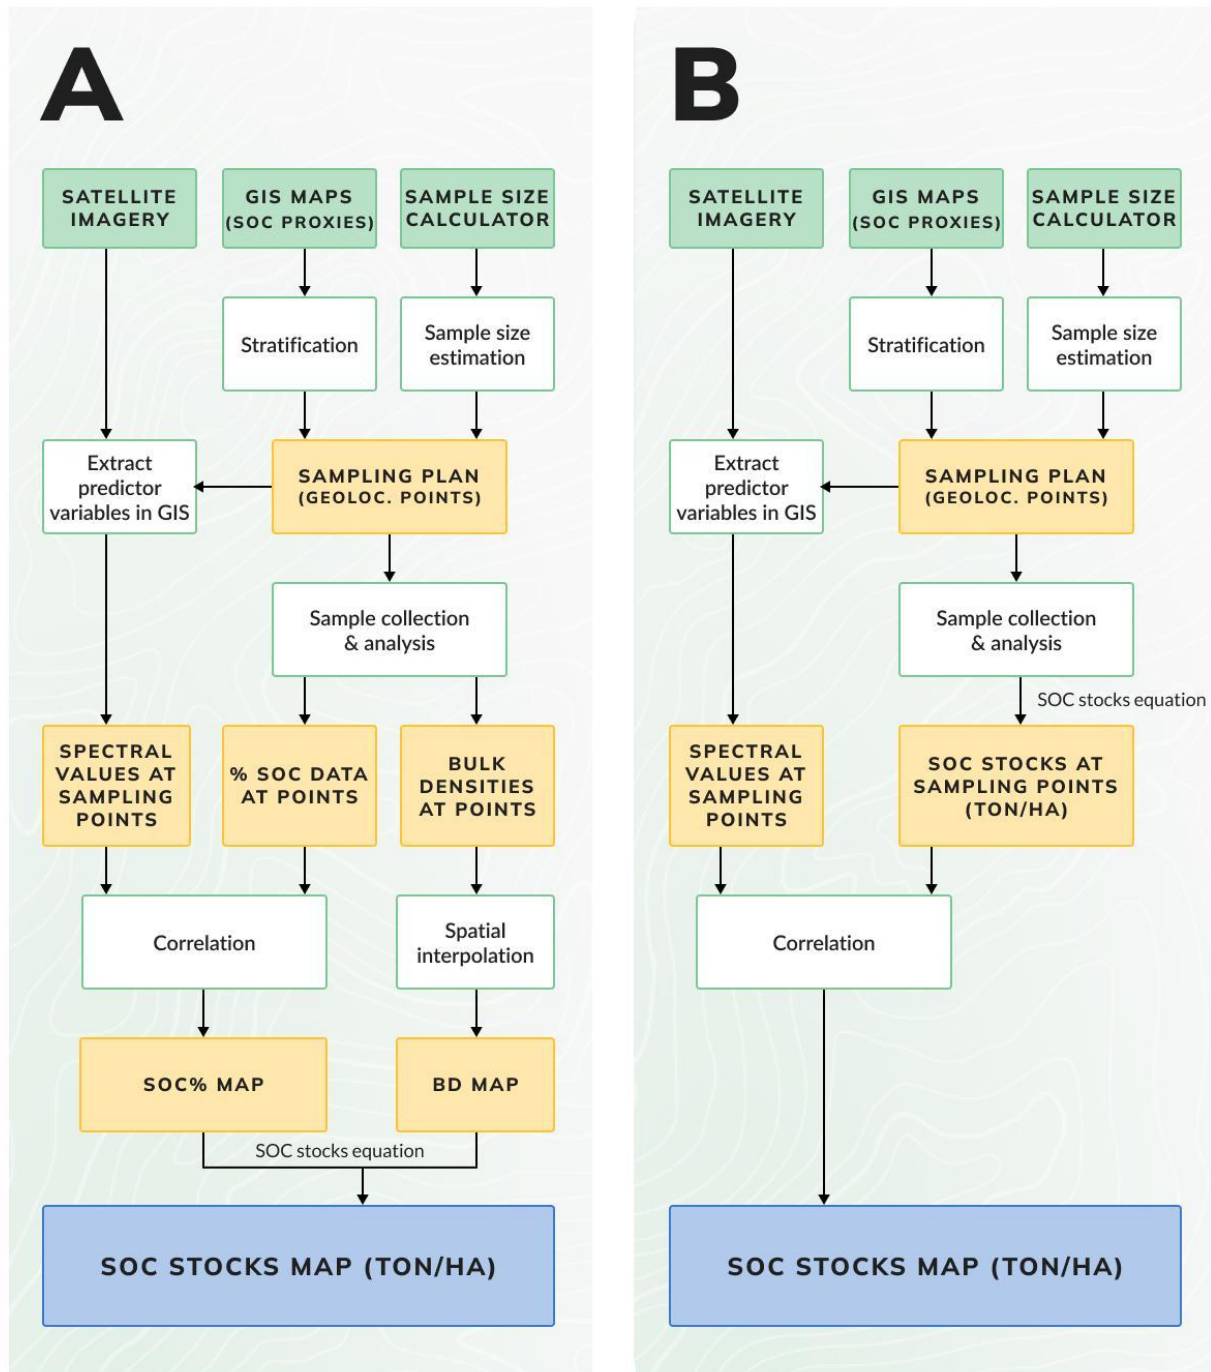 A
SATELLITE
IMAGERY
GIS MAPS
(SOC PROXIES)
SAMPLE SIZE
CALCULATOR
Stratification
Sample size
estimation
Extract
predictor
variables in GIS
SAMPLING PLAN
(GEOLOC. POINTS)
Sample collection
& analysis
SPECTRAL
VALUES AT
SAMPLING
POINTS
% SOC DATA
AT POINTS
BULK
DENSITIES
AT POINTS
Correlation
Spatial
interpolation
SOC% MAP
BD MAP
SOC stocks equation
SOC STOCKS MAP (TON/HA)
B
SATELLITE
IMAGERY
GIS MAPS
(SOC PROXIES)
SAMPLE SIZE
CALCULATOR
Stratification
Sample size
estimation
Extract
predictor
variables in GIS
SAMPLING PLAN
(GEOLOC. POINTS)
Sample collection
& analysis
SOC stocks equation
SPECTRAL
VALUES AT
SAMPLING
POINTS
SOC STOCKS AT
SAMPLING POINTS
(TON/HA)
Correlation
SOC STOCKS MAP (TON/HA)